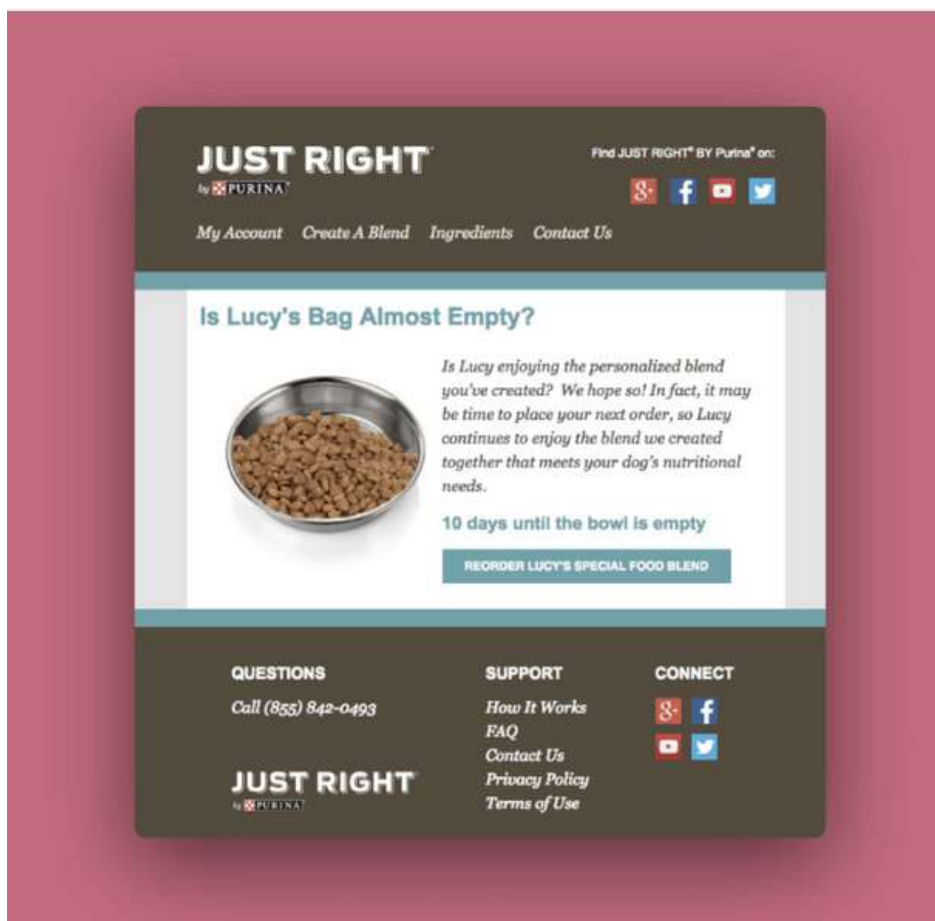 JUST RIGHT
by PURINA
Find JUST RIGHT® BY Purina® on:
My Account Create A Blend Ingredients Contact Us
Is Lucy's Bag Almost Empty?
Is Lucy enjoying the personalized blend
you've created? We hope so! In fact, it may
be time to place your next order, so Lucy
continues to enjoy the blend we created
together that meets your dog's nutritional
needs.
10 days until the bowl is empty
REORDER LUCY'S SPECIAL FOOD BLEND
QUESTIONS
Call (855) 842-0493
JUST RIGHT
by PURINA
SUPPORT
How It Works
FAQ
Contact Us
Privacy Policy
Terms of Use
CONNECT